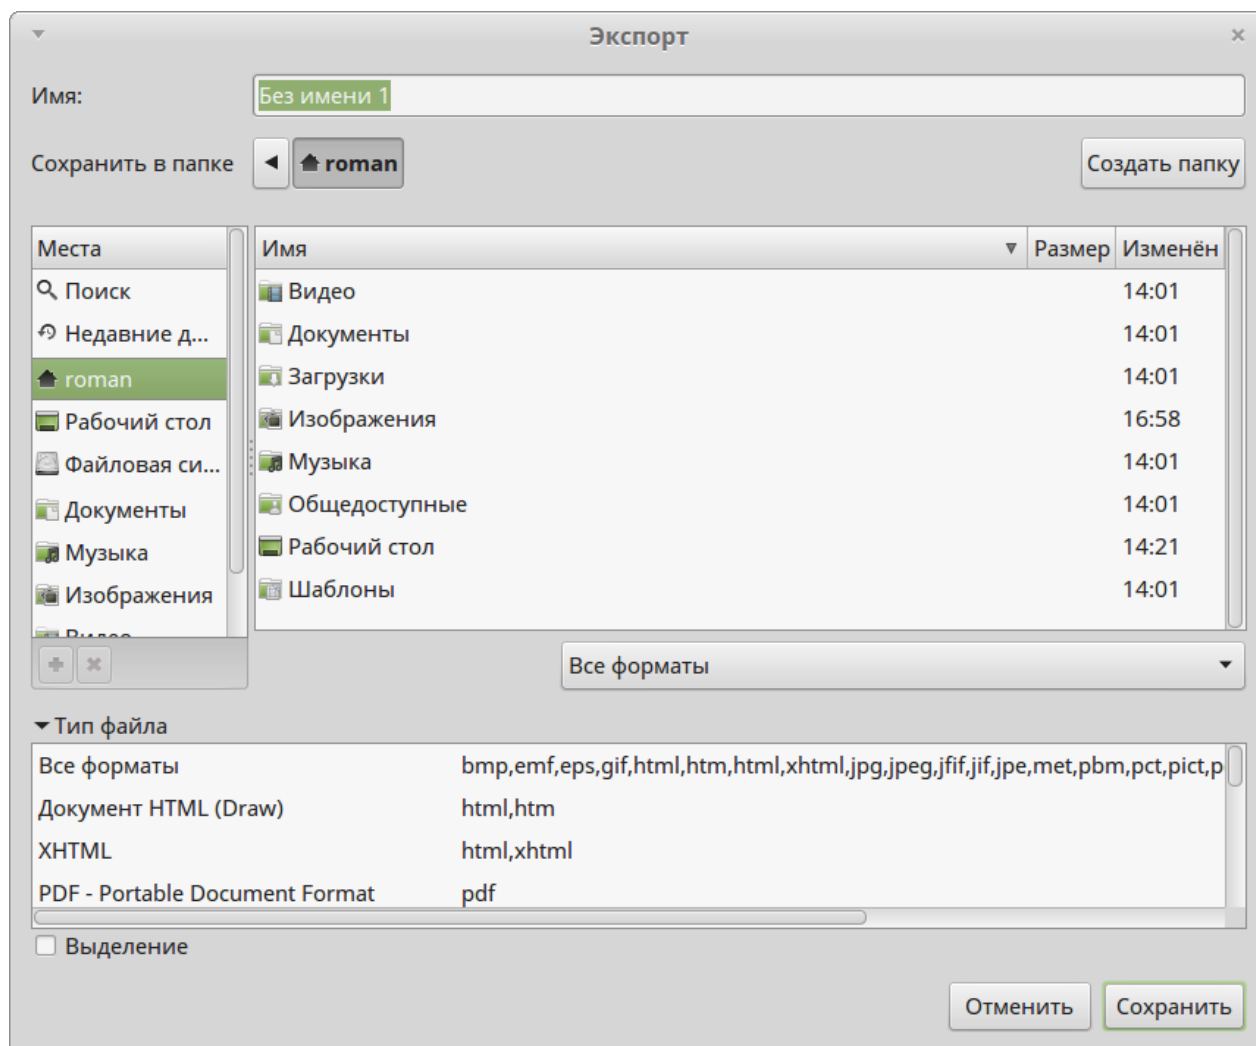 Экспорт
Имя:
Без имени 1
Сохранить в папке
roman
Создать папку
Места
Поиск
Недавние д...
roman
Рабочий стол
Файловая си...
Документы
Музыка
Изображения
Видео
Имя Размер Изменён
Видео 14:01
Документы 14:01
Загрузки 14:01
Изображения 16:58
Музыка 14:01
Общедоступные 14:01
Рабочий стол 14:21
Шаблоны 14:01
Все форматы
Тип файла
Все форматы bmp,emf,eps,gif,html,htm,html,xhtml,jpg,jpeg,jfif,jif,jpe,met,pbm,pct,pict,p
Документ HTML (Draw) html,htm
XHTML html,xhtml
PDF - Portable Document Format pdf
Выделение
Отменить
Сохранить